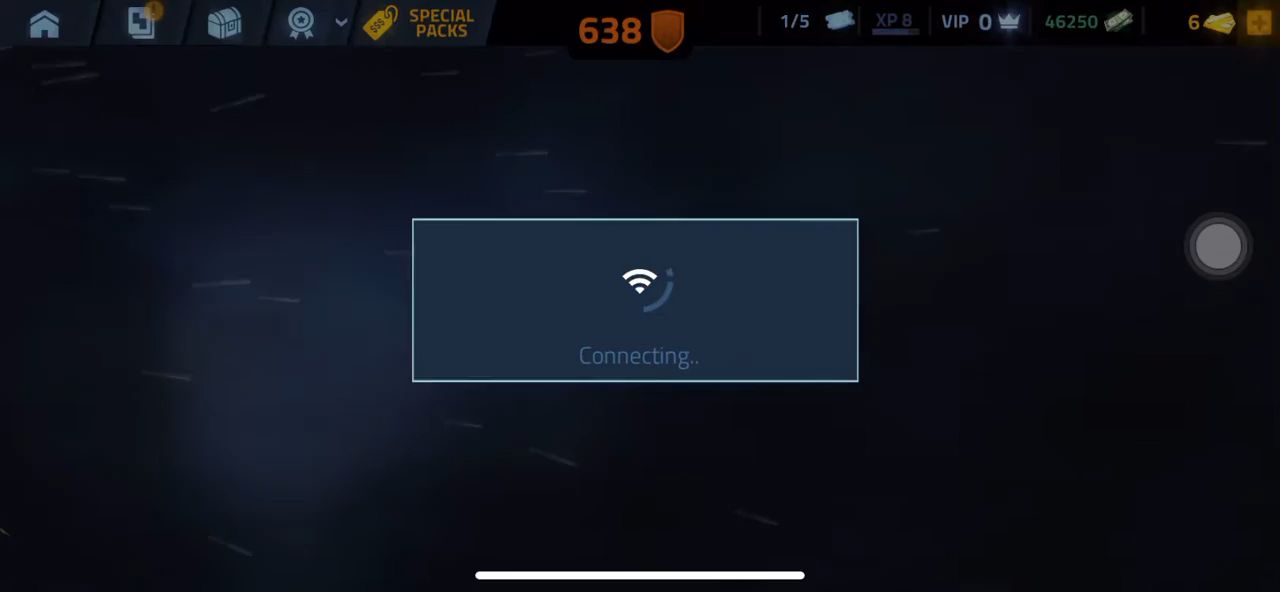 SPECIAL
PACKS
638
1/5
XP 8
VIP 0
46250
6
Connecting..